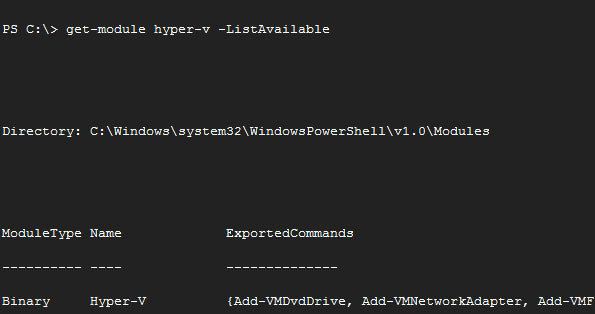 PS C:\> get-module hyper-v -ListAvailable
Directory: C:\Windows\system32\WindowsPowerShell\v1.0\Modules
ModuleType Name ExportedCommands
---------- ---- --------------
Binary Hyper-V {Add-VMDvdDrive, Add-VMNetworkAdapter, Add-VMF